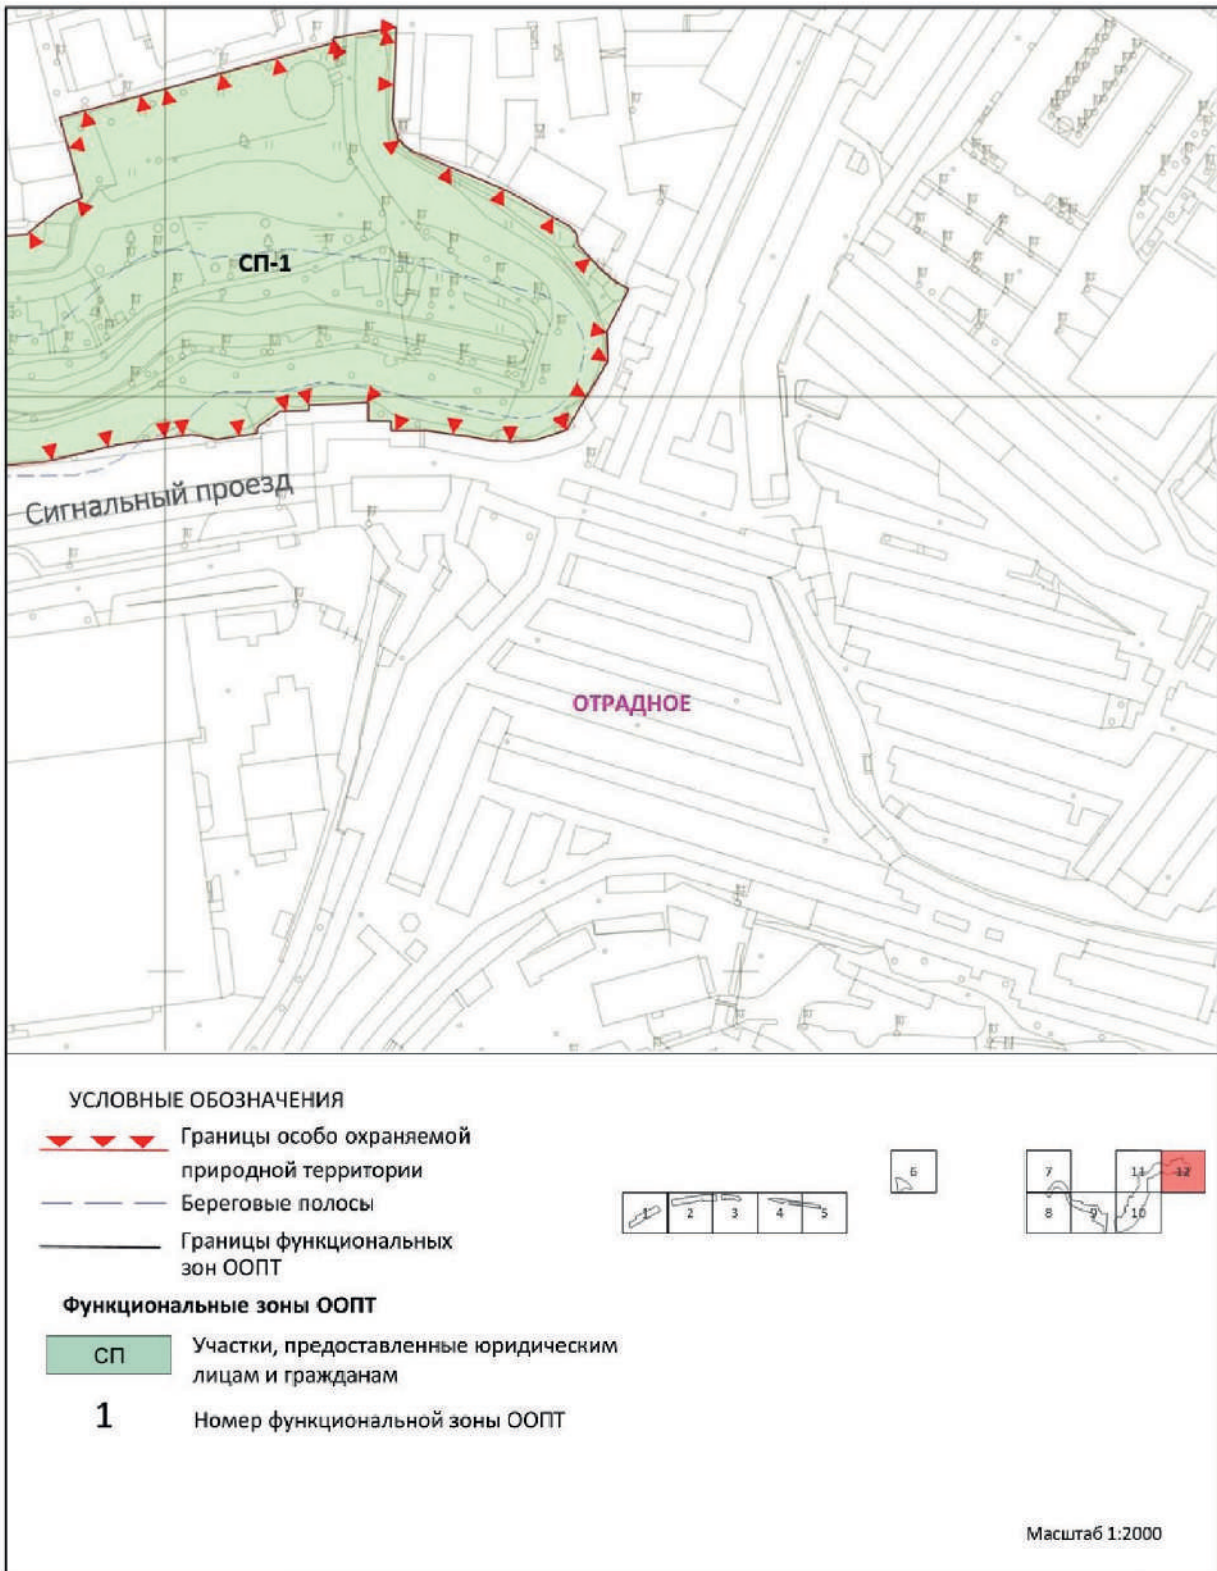 СП-1
Сигнальный проезд
ОТРАДНОЕ
УСЛОВНЫЕ ОБОЗНАЧЕНИЯ
Границы особо охраняемой
природной территории
Береговые полосы
Границы функциональных
зон ООПТ
Функциональные зоны ООПТ
СП
Участки, предоставленные юридическим
лицам и гражданам
1
Номер функциональной зоны ООПТ
6
7
11
12
1
2
3
4
5
8
9
10
Масштаб 1:2000